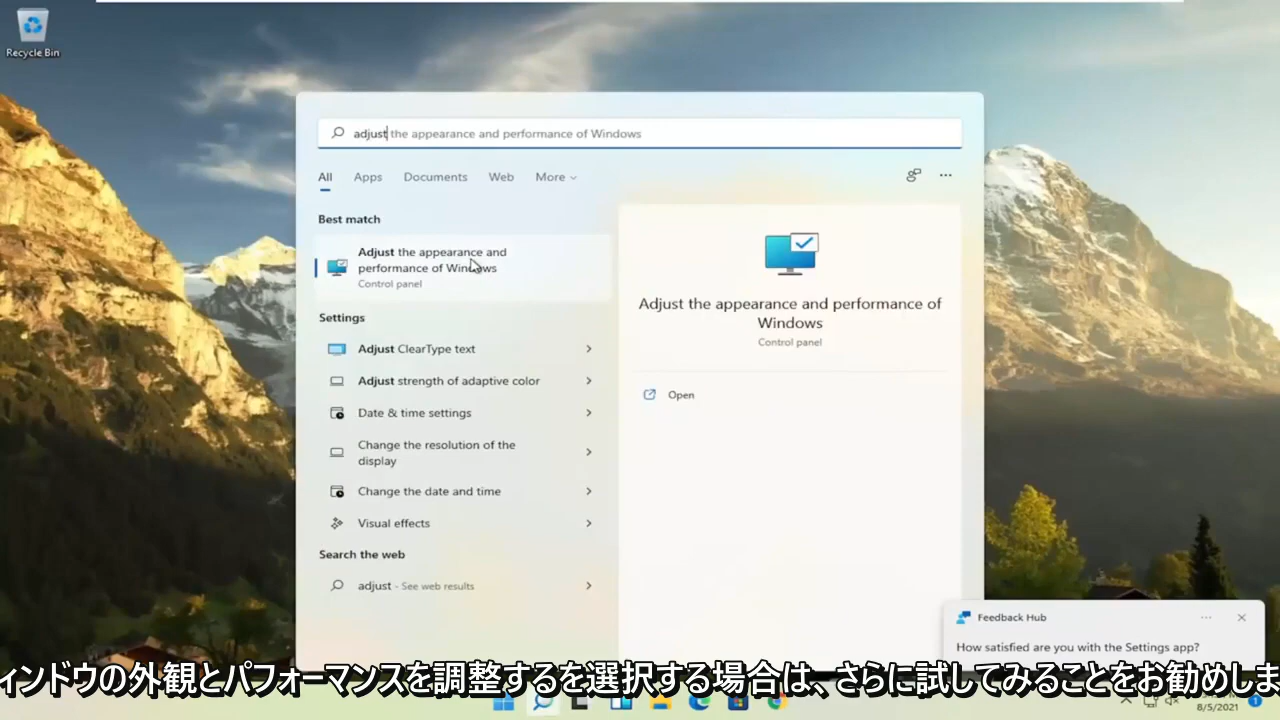 Recycle Bin
adjust the appearance and performance of Windows
All Apps Documents Web More
Best match
Adjust the appearance and
performance of Windows
Control panel
Settings
Adjust ClearType text
Adjust strength of adaptive color
Date & time settings
Change the resolution of the
display
Change the date and time
Visual effects
Search the web
adjust - See web results
Adjust the appearance and performance of
Windows
Control panel
Open
Feedback Hub
How satisfied are you with the Settings app?
ィンドウの外観とパフォーマンスを調整するを選択する場合は、さらに試してみることをお勧めしま
8/5/2021
1